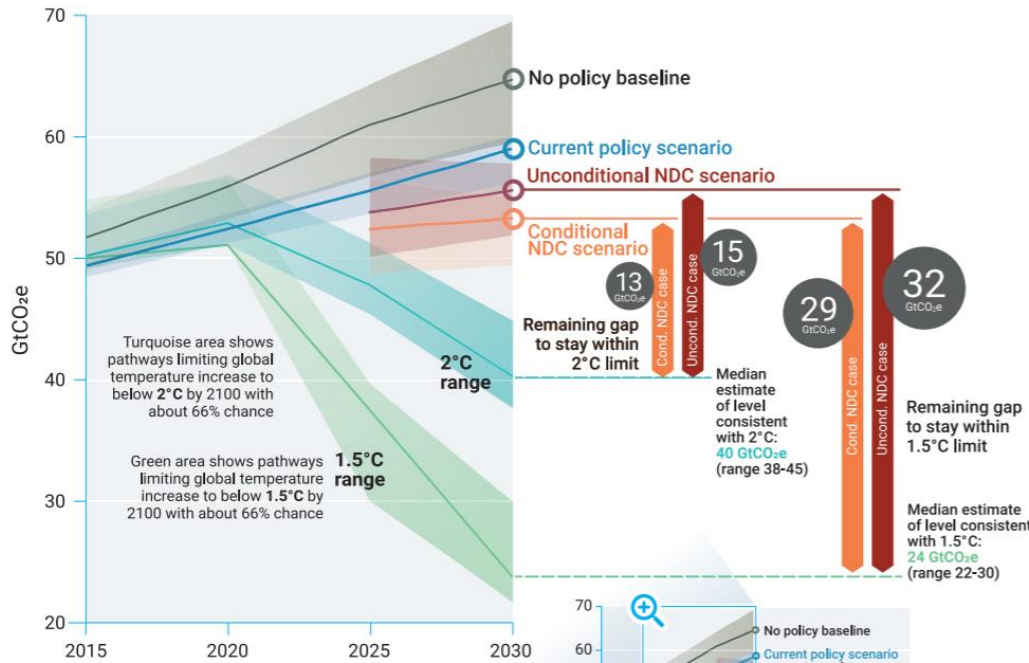 70
60
50
40
30
20
GtCO₂e
2015
2020
2025
2030
No policy baseline
Current policy scenario
Unconditional NDC scenario
Conditional
NDC scenario
Turquoise area shows
pathways limiting global
temperature increase to
below 2°C by 2100 with
about 66% chance
Green area shows pathways
limiting global temperature
increase to below 1.5°C by
2100 with about 66% chance
2°C
range
1.5°C
range
13
GtCO₂e
15
GtCO₂e
Cond. NDC case
Uncond. NDC case
Remaining gap
to stay within
2°C limit
Median
estimate
of level
consistent
with 2°C:
40 GtCO₂e
(range 38-45)
29
GtCO₂e
32
GtCO₂e
Cond. NDC case
Uncond. NDC case
Remaining gap
to stay within
1.5°C limit
Median estimate
of level consistent
with 1.5°C:
24 GtCO₂e
(range 22-30)
70
60
No policy baseline
Current policy scenario